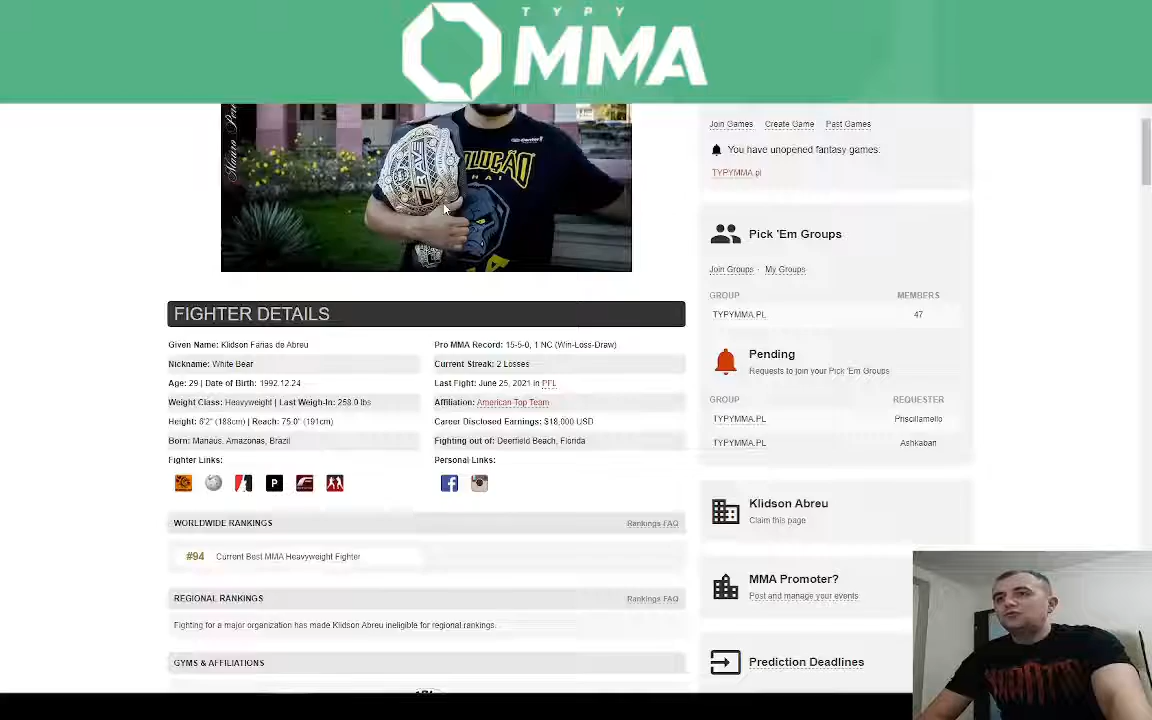 TYPY
MMA
Mauro Pere
BRAVE
OLUÇÃO
HAI
Join Games Create Game Past Games
You have unopened fantasy games:
TYPYMMA.pl
Pick 'Em Groups
Join Groups · My Groups
GROUP MEMBERS
TYPYMMA.PL 47
Pending
Requests to join your Pick 'Em Groups
GROUP REQUESTER
TYPYMMA.PL Priscillamello
TYPYMMA.PL Ashkaban
FIGHTER DETAILS
Given Name: Klidson Farias de Abreu
Pro MMA Record: 15-5-0, 1 NC (Win-Loss-Draw)
Nickname: White Bear
Current Streak: 2 Losses
Age: 29 | Date of Birth: 1992.12.24
Last Fight: June 25, 2021 in PFL
Weight Class: Heavyweight | Last Weigh-In: 258.0 lbs
Affiliation: American Top Team
Height: 6'2" (188cm) | Reach: 75.0" (191cm)
Career Disclosed Earnings: $18,000 USD
Born: Manaus, Amazonas, Brazil
Fighting out of: Deerfield Beach, Florida
Fighter Links:
Personal Links:
P
WORLDWIDE RANKINGS Rankings FAQ
#94 Current Best MMA Heavyweight Fighter
REGIONAL RANKINGS Rankings FAQ
Fighting for a major organization has made Klidson Abreu ineligible for regional rankings.
GYMS & AFFILIATIONS
Klidson Abreu
Claim this page
MMA Promoter?
Post and manage your events
Prediction Deadlines